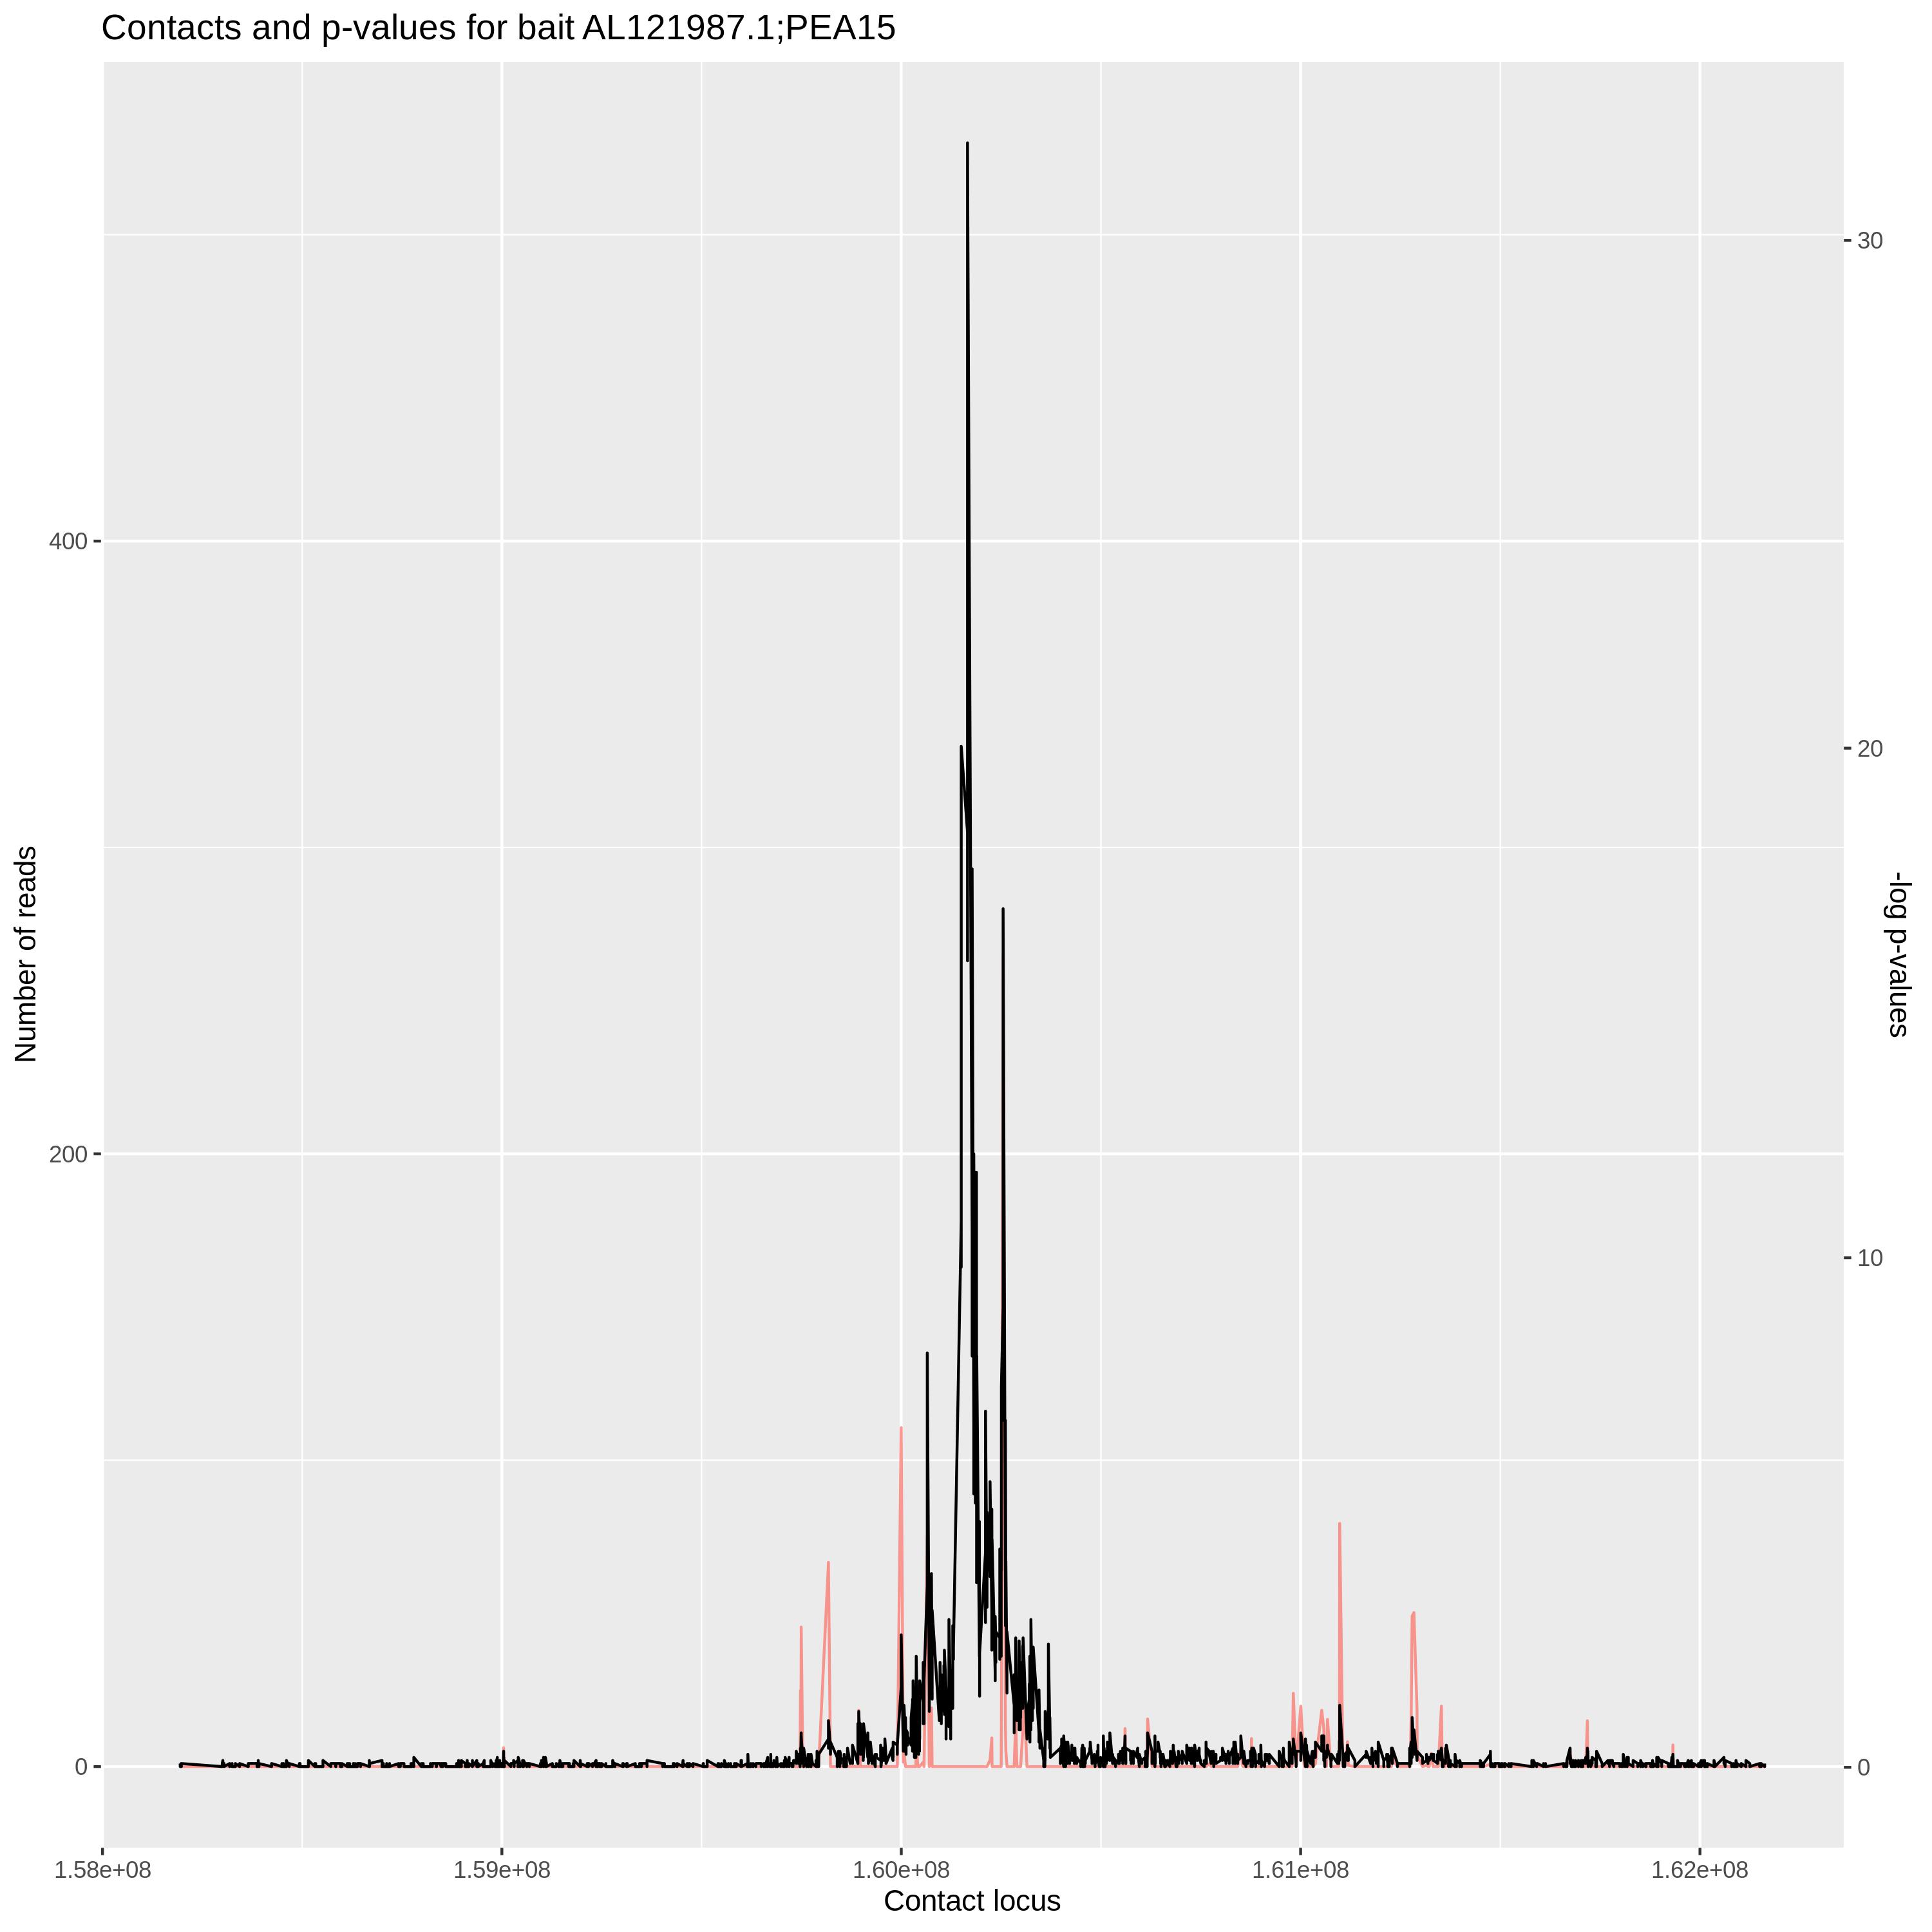 Contacts and p-values for bait AL121987.1;PEA15
Number of reads
400
200
0
30
20
10
0
-log p-values
1.58e+08
1.59e+08
1.60e+08
1.61e+08
1.62e+08
Contact locus